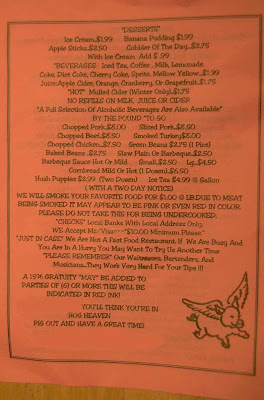 "DESSERTS"
Ice Cream..$1.99 Banana Pudding $1.99
Apple Sticks..$2.50 Cobbler Of The Day..$2.75
With Ice Cream Add $ .99
"BEVERAGES" Iced Tea, Coffee , Milk, Lemonade,
Coke, Diet Coke, Cherry Coke, Sprite, Mellow Yellow...$1.99
Juice:Apple Cider, Orange, Cranberry, Or Grapefruit..$1.75
"HOT" Mulled Cider (Winter Only).$1.75
NO REFILLS ON MILK, JUICE OR CIDER
"A Full Selection Of Alcoholic Beverages Are Also Available"
BY THE POUND "TO GO
Chopped Pork..$8.00 Sliced Pork..$8.50
Chopped Beef..$8.50 Smoked Turkey$8.00
Chopped Chicken..$7.50 Green Beans $2.75 (1 Pint)
Baked Beans .$2.75 Slaw Plain Or Barbeque.$2.50
Barbeque Sauce Hot Or Mild Small..$2.50 Lg..$4.50
Cornbread Mild Or Hot (1 Dozen)..$6.50
Hush Puppies $2.99 (Two Dozen) Ice Tea $4.99 ½ Gallon
( WITH A TWO DAY NOTICE)
WE WILL SMOKE YOUR FAVORITE FOOD FOR $1.00 @ LB.DUE TO MEAT
BEING SMOKED IT MAY APPEAR TO BE PINK OR EVEN RED IN COLOR
PLEASE DO NOT TAKE THIS FOR BEING UNDERCOOKED.
"CHECKS" Local Banks With Local Address Only,
We Accept Mc/Visa----"$10.00 Minimum Please."
"JUST IN CASE" We Are Not A Fast Food Restaurant. If We Are Busy And
You Are In A Hurry You May Want To Try Us Another Time
"PLEASE REMEMBER" Our Waitresses, Bartenders, And
Musicians..They Work Very Hard For Your Tips !!!
A 15% GRATUITY "MAY" BE ADDED TO
PARTIES OF (6) OR MORE THIS WILL BE
INDICATED IN RED INK!
YOU'LL THINK YOU'RE IN
HOG HEAVEN
PIG OUT AND HAVE A GREAT TIME!